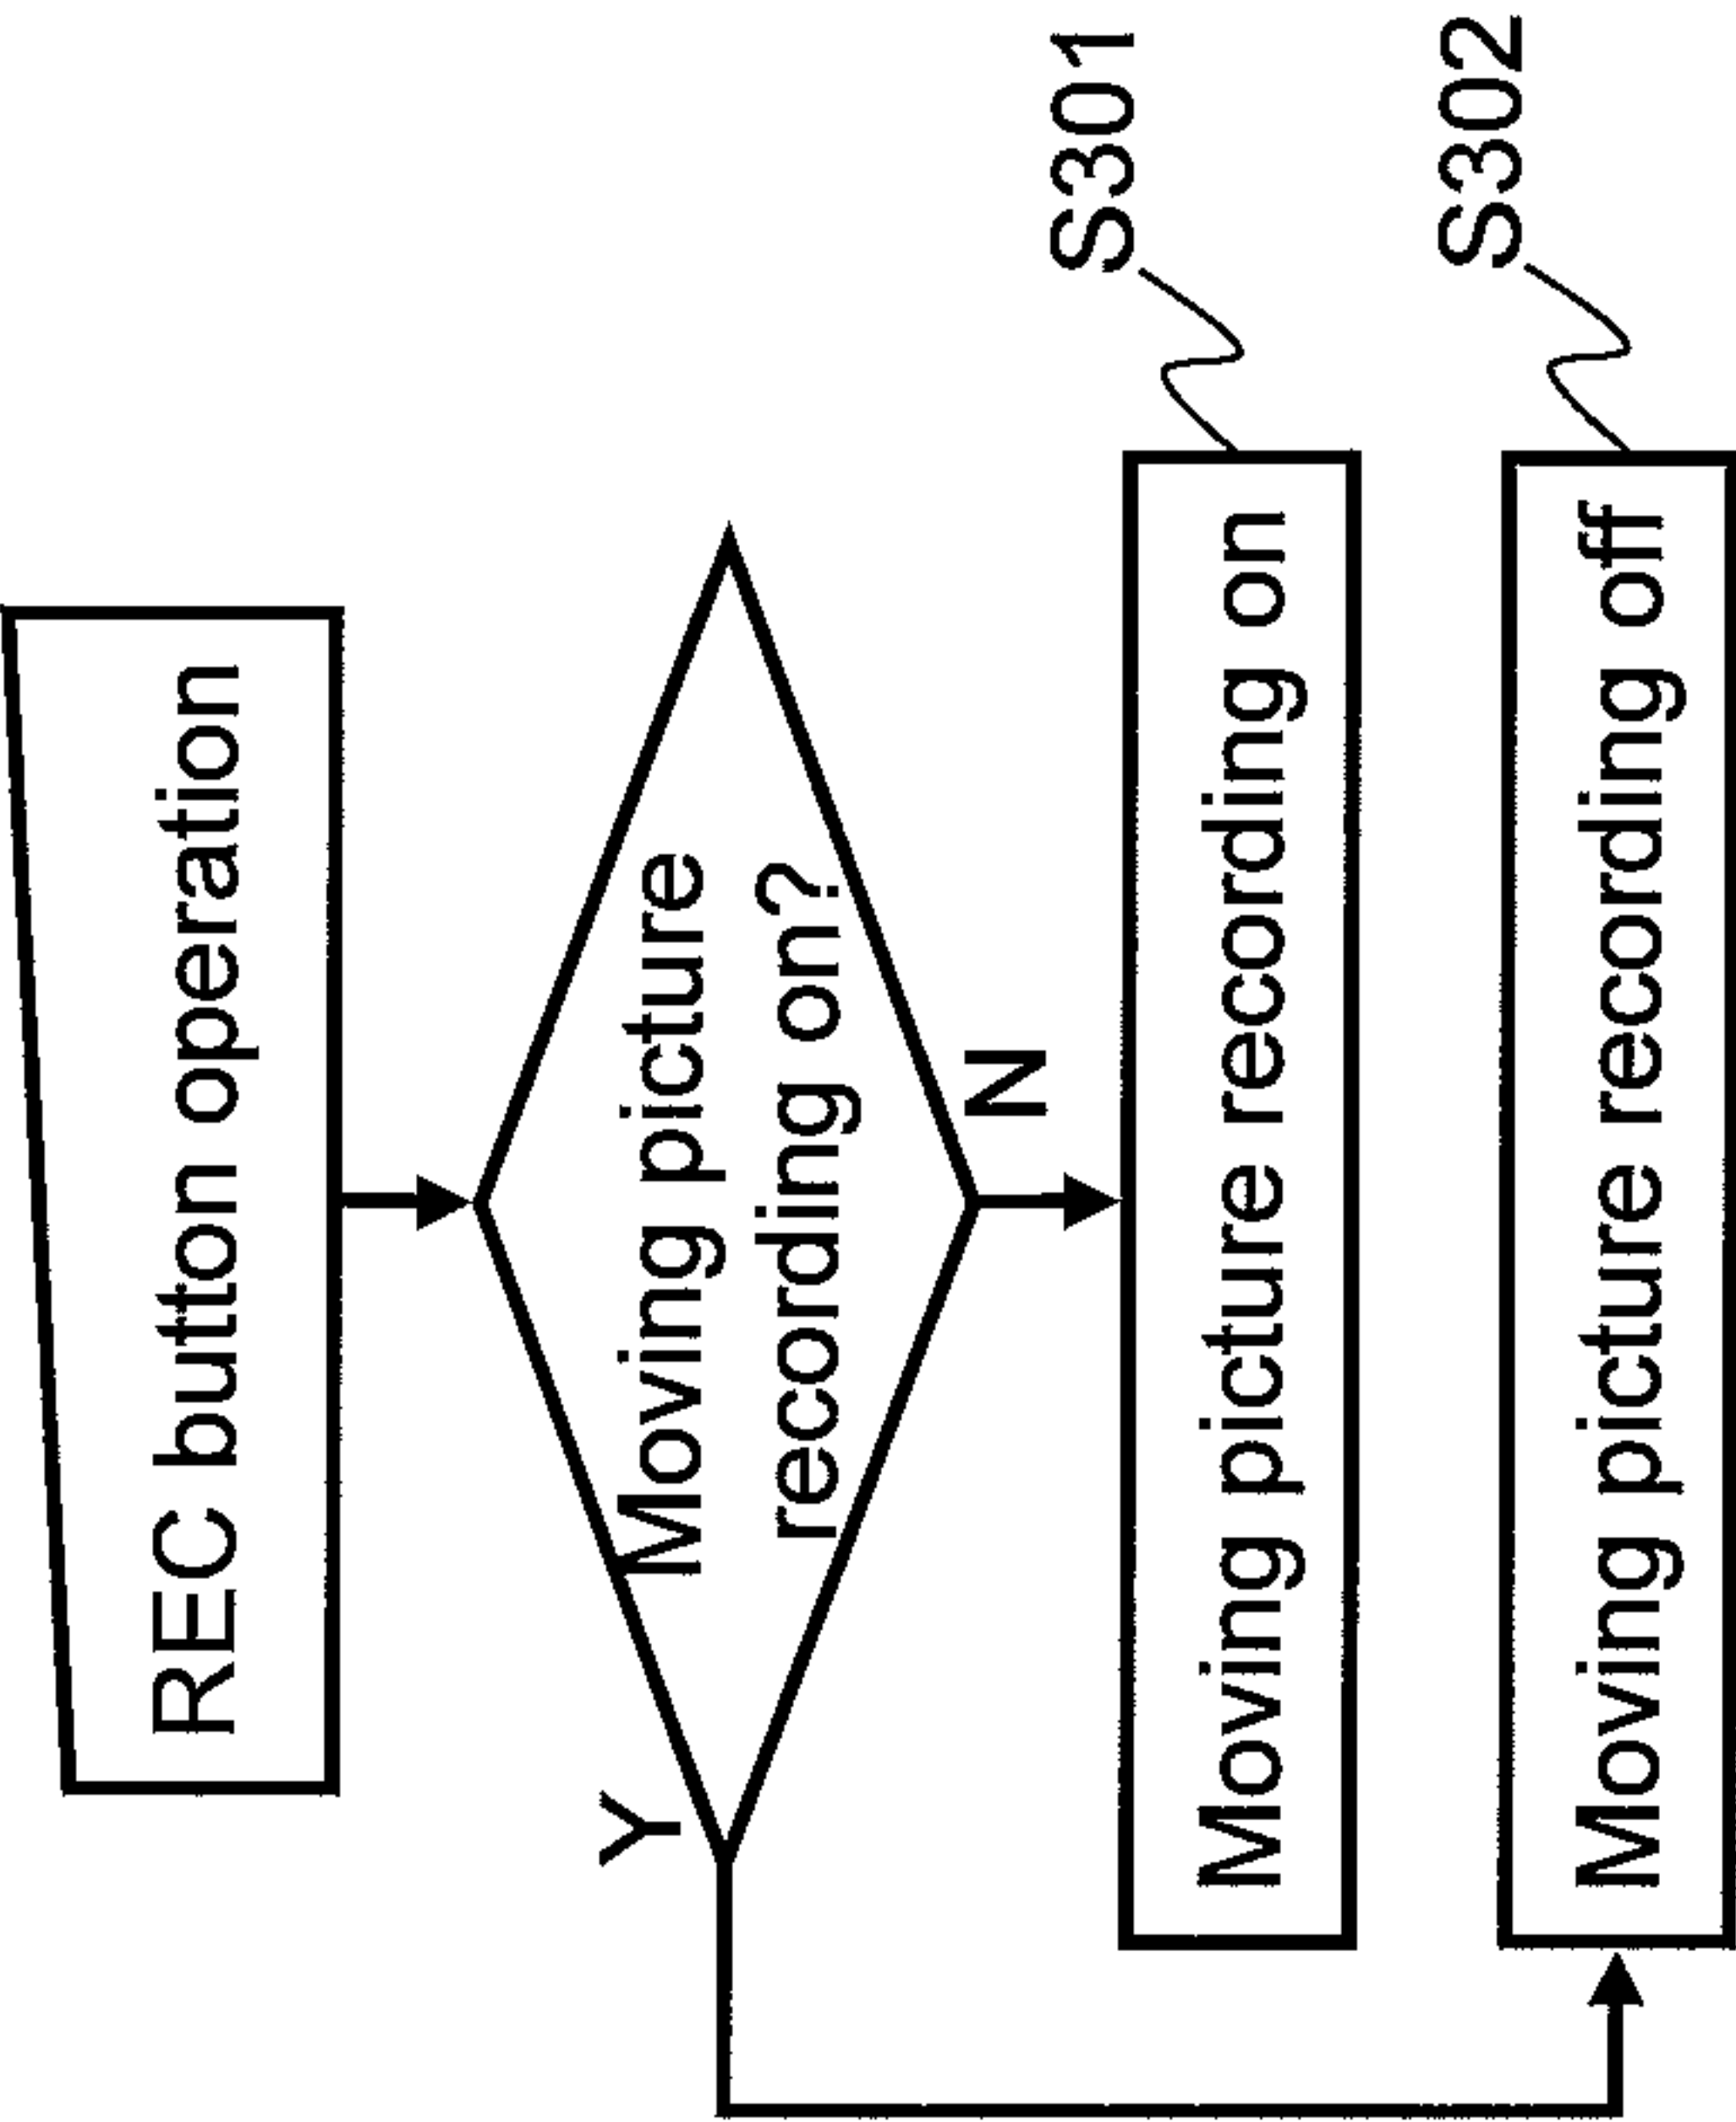 REC button operation
Y
Moving picture
recording on?
N
Moving picture recording on
S301
Moving picture recording off
S302